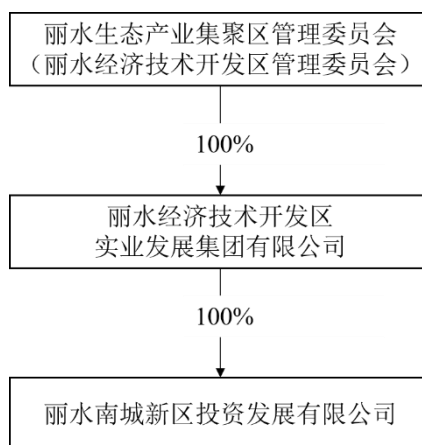 丽水生态产业集聚区管理委员会
（丽水经济技术开发区管理委员会）
100%
丽水经济技术开发区
实业发展集团有限公司
100%
丽水南城新区投资发展有限公司